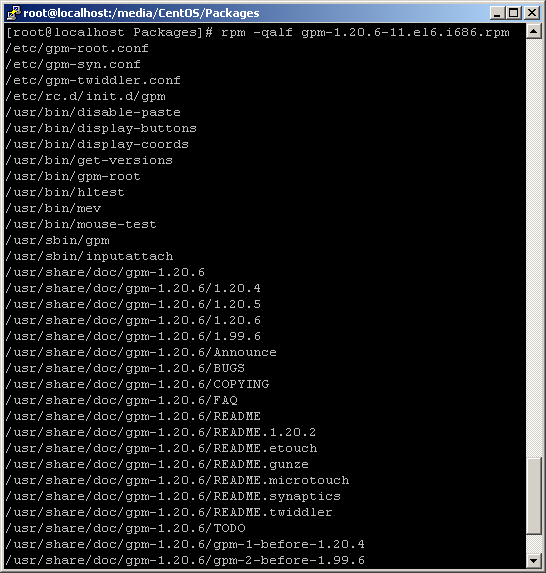 root@localhost:/media/CentOS/Packages
[root@localhost Packages]# rpm -qalf gpm-1.20.6-11.el6.i686.rpm
/etc/gpm-root.conf
/etc/gpm-syn.conf
/etc/gpm-twiddler.conf
/etc/rc.d/init.d/gpm
/usr/bin/disable-paste
/usr/bin/display-buttons
/usr/bin/display-coords
/usr/bin/get-versions
/usr/bin/gpm-root
/usr/bin/hltest
/usr/bin/mev
/usr/bin/mouse-test
/usr/sbin/gpm
/usr/sbin/inputattach
/usr/share/doc/gpm-1.20.6
/usr/share/doc/gpm-1.20.6/1.20.4
/usr/share/doc/gpm-1.20.6/1.20.5
/usr/share/doc/gpm-1.20.6/1.20.6
/usr/share/doc/gpm-1.20.6/1.99.6
/usr/share/doc/gpm-1.20.6/Announce
/usr/share/doc/gpm-1.20.6/BUGS
/usr/share/doc/gpm-1.20.6/COPYING
/usr/share/doc/gpm-1.20.6/FAQ
/usr/share/doc/gpm-1.20.6/README
/usr/share/doc/gpm-1.20.6/README.1.20.2
/usr/share/doc/gpm-1.20.6/README.etouch
/usr/share/doc/gpm-1.20.6/README.gunze
/usr/share/doc/gpm-1.20.6/README.microtouch
/usr/share/doc/gpm-1.20.6/README.synaptics
/usr/share/doc/gpm-1.20.6/README.twiddler
/usr/share/doc/gpm-1.20.6/TODO
/usr/share/doc/gpm-1.20.6/gpm-1-before-1.20.4
/usr/share/doc/gpm-1.20.6/gpm-2-before-1.99.6